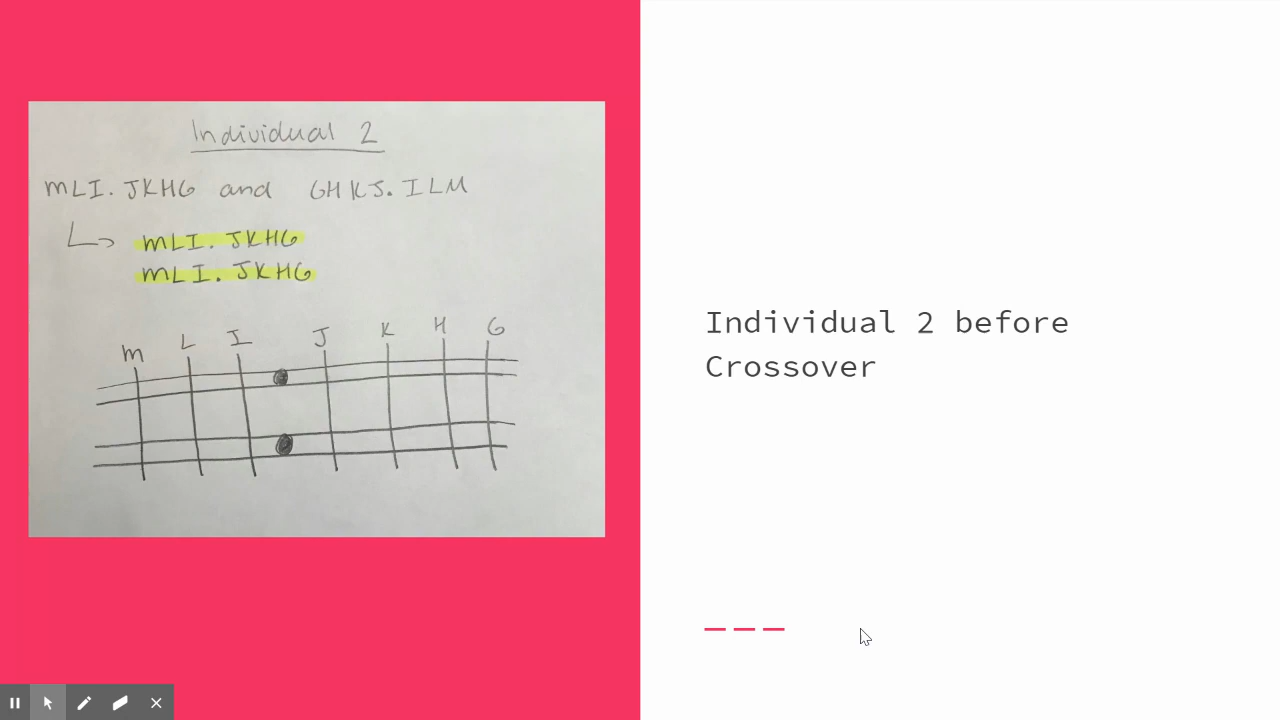 Individual 2
MLI. JKHG and GHKJ. ILM
MLI. JKHG
MLI. JKHG
M L I J K H G
Individual 2 before
Crossover